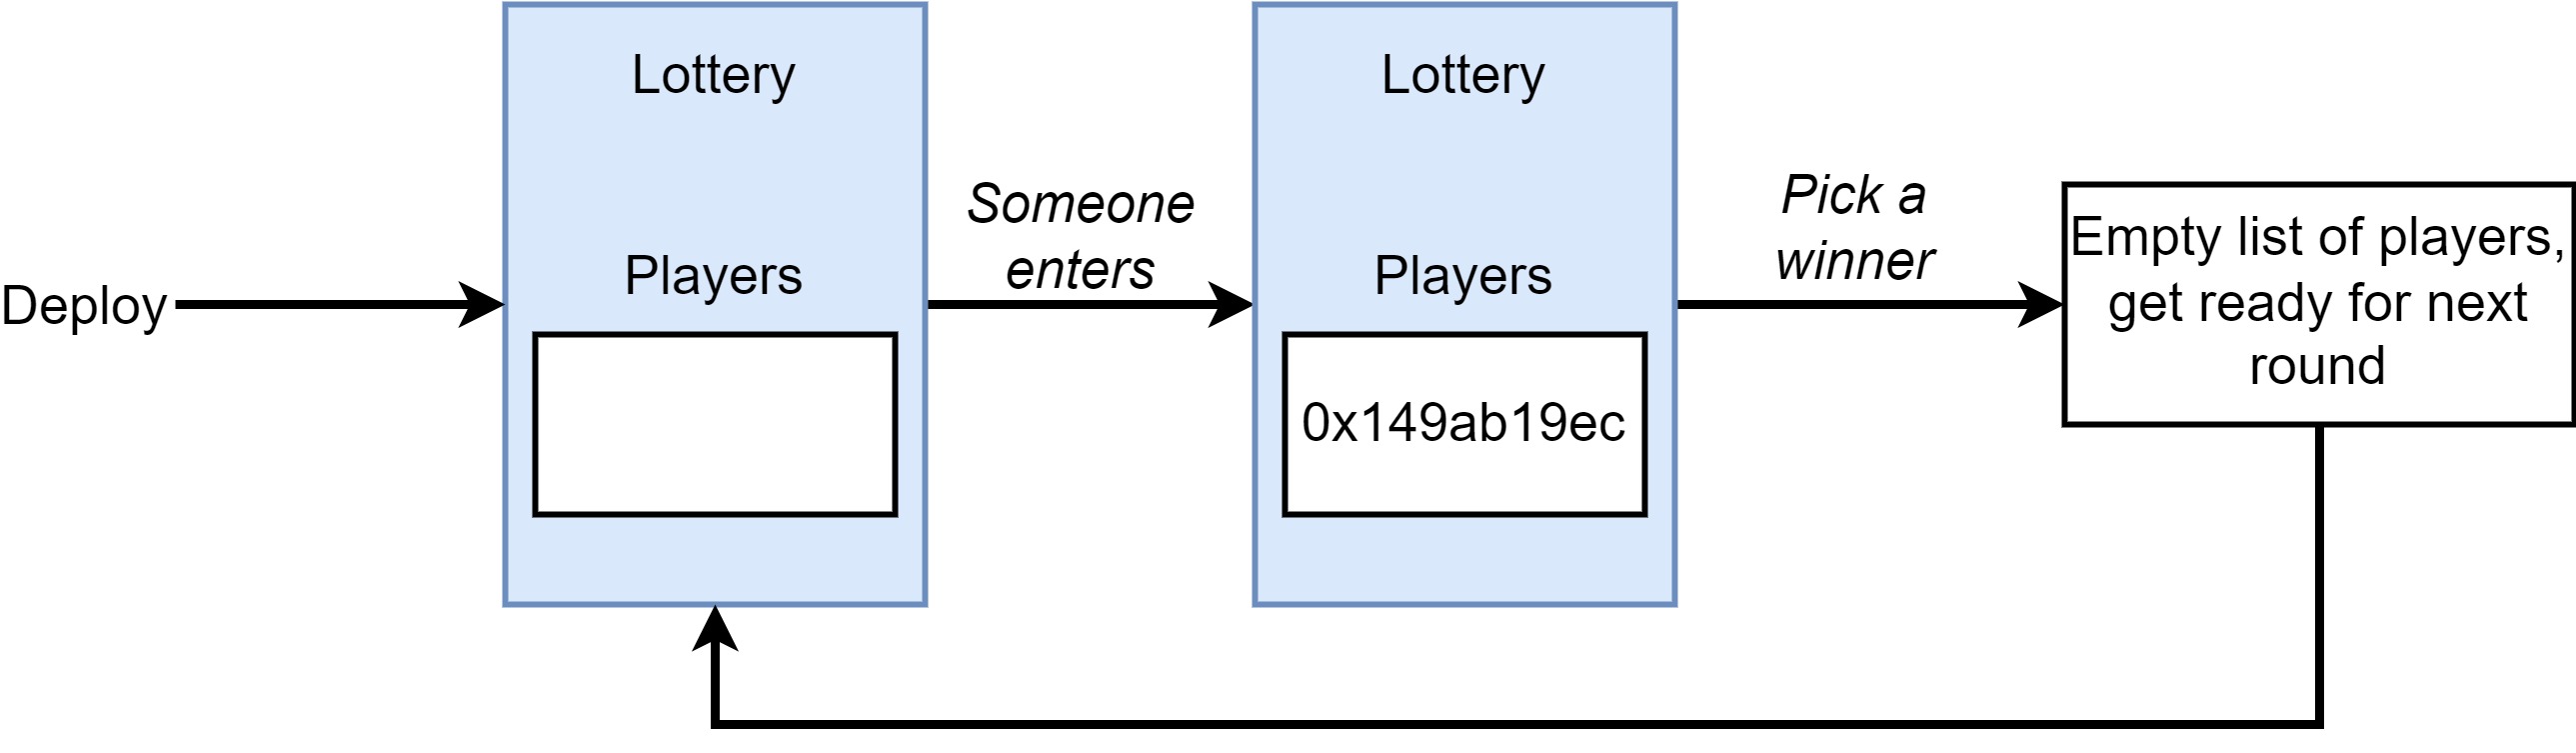 Deploy
Lottery
Players
Someone
enters
Lottery
Players
0x149ab19ec
Pick a
winner
Empty list of players,
get ready for next
round